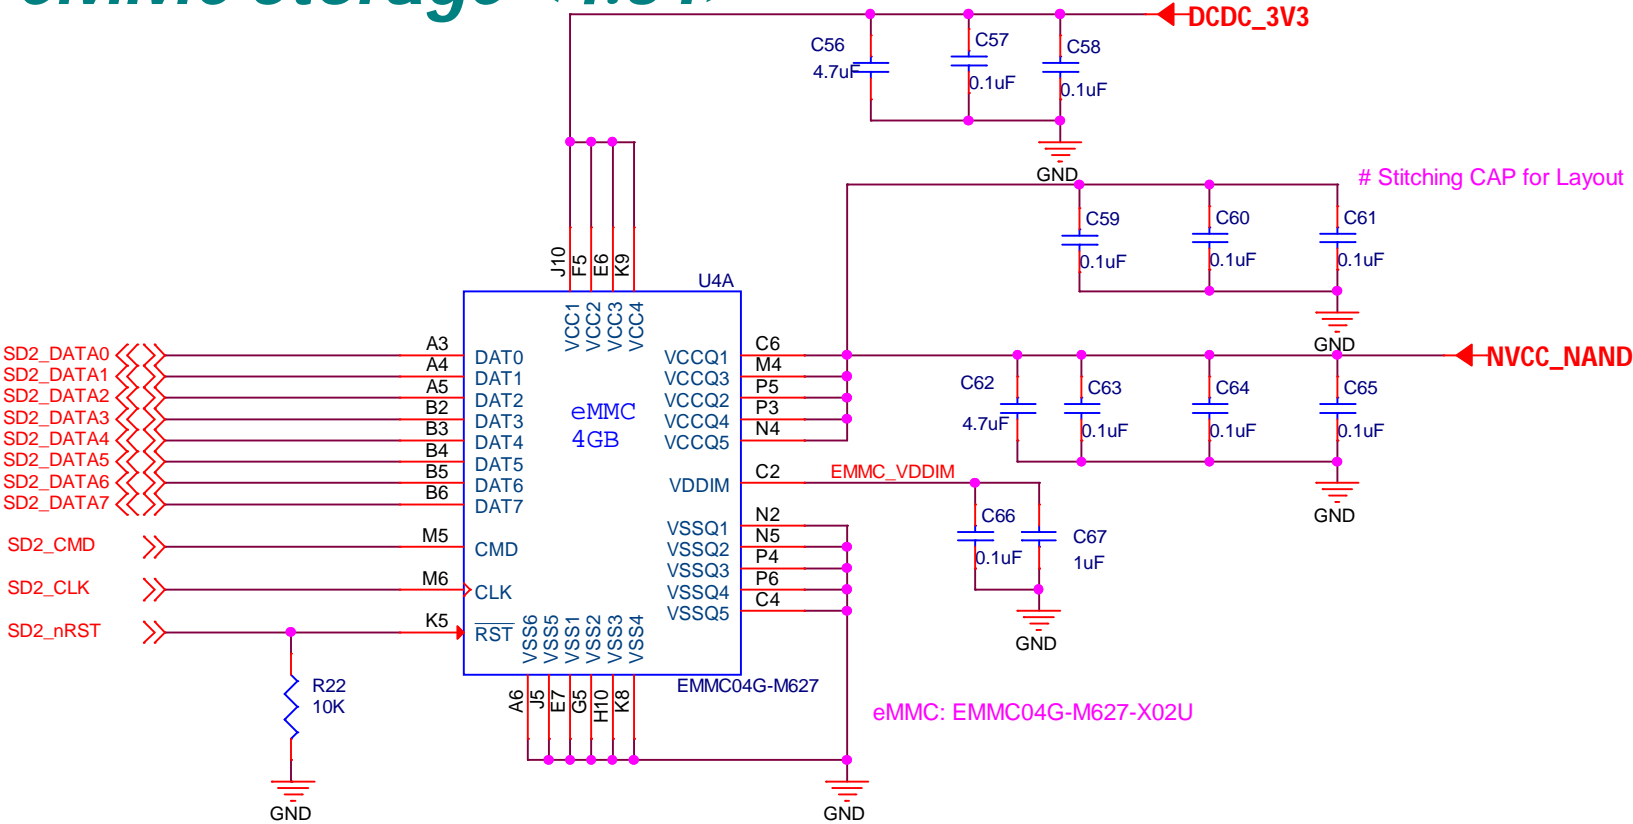 eMMC storage
DCDC_3V3
C56
4.7uF
C57
0.1uF
C58
0.1uF
GND
# Stitching CAP for Layout
C59
0.1uF
C60
0.1uF
C61
0.1uF
GND
J10
F5
E6
K9
U4A
VCC1
VCC2
VCC3
VCC4
eMMC
4GB
SD2_DATA0
A3
DAT0
SD2_DATA1
A4
DAT1
SD2_DATA2
A5
DAT2
SD2_DATA3
B2
DAT3
SD2_DATA4
B3
DAT4
SD2_DATA5
B4
DAT5
SD2_DATA6
B5
DAT6
SD2_DATA7
B6
DAT7
SD2_CMD
M5
CMD
SD2_CLK
M6
CLK
SD2_nRST
K5
RST
VCCQ1
C6
VCCQ3
M4
VCCQ2
P5
VCCQ4
P3
VCCQ5
N4
NVCC_NAND
C62
4.7uF
C63
0.1uF
C64
0.1uF
C65
0.1uF
GND
VDDIM
C2
EMMC_VDDIM
C66
0.1uF
C67
1uF
GND
VSSQ1
N2
VSSQ2
N5
VSSQ3
P4
VSSQ4
P6
VSSQ5
C4
VSS6
VSS5
VSS1
VSS2
VSS3
VSS4
A6
J5
E7
G5
H10
K8
EMMC04G-M627
eMMC: EMMC04G-M627-X02U
R22
10K
GND
GND